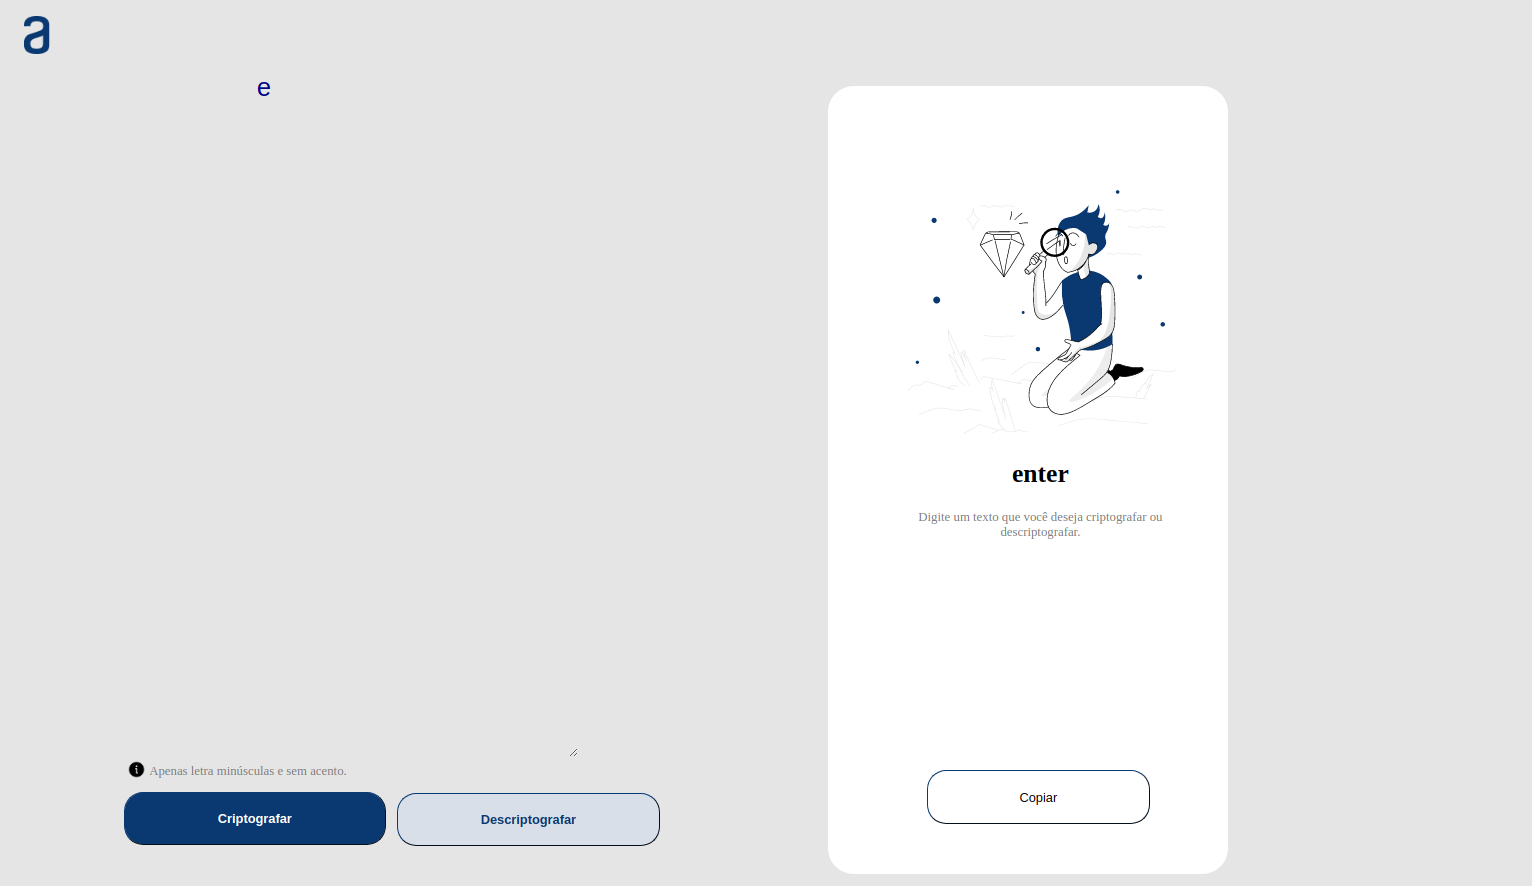 a
e
enter
Digite um texto que você deseja criptografar ou
descriptografar.
Apenas letra minúsculas e sem acento.
Criptografar
Descriptografar
Copiar